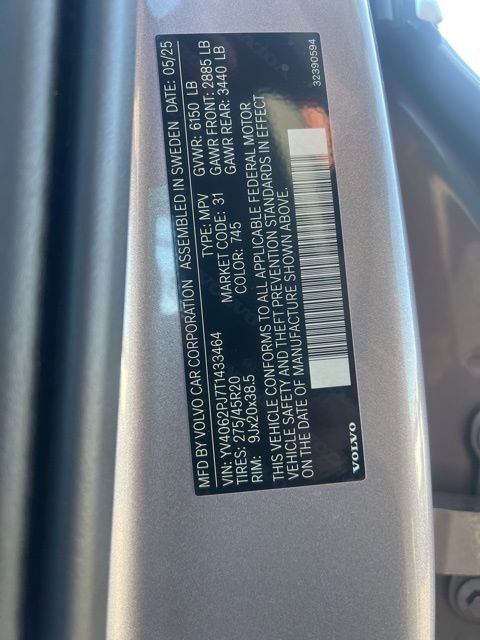 MFD BY VOLVO CAR CORPORATION ASSEMBLED IN SWEDEN DATE: 05/25
VIN: YV4062PJ7T1433464 TYPE: MPV GVWR: 6150 LB
TIRES: 275/45R20 MARKET CODE: 31 GAWR FRONT: 2885 LB
RIM: 9Jx20x38.5 COLOR: 745 GAWR REAR: 3440 LB
THIS VEHICLE CONFORMS TO ALL APPLICABLE FEDERAL MOTOR
VEHICLE SAFETY AND THEFT PREVENTION STANDARDS IN EFFECT
ON THE DATE OF MANUFACTURE SHOWN ABOVE.
32390594
VOLVO